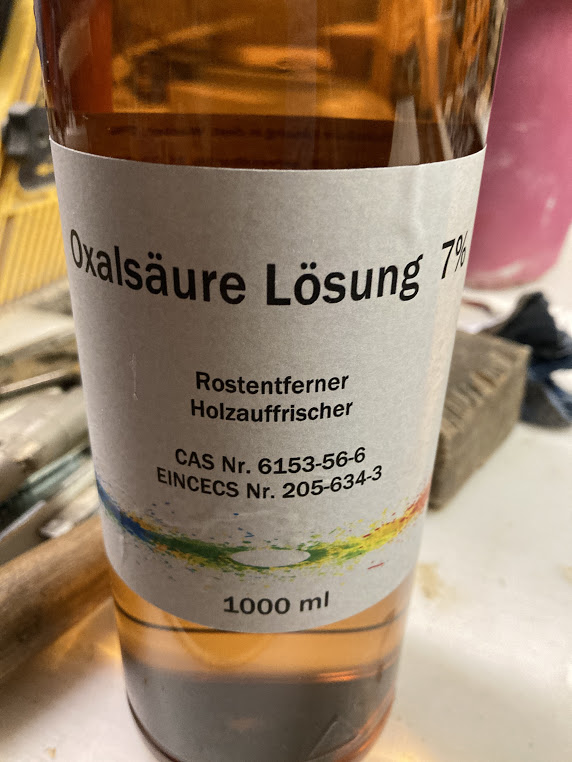 Oxalsäure Lösung 7%
Rostentferner
Holzauffrischer
CAS Nr. 6153-56-6
EINCECS Nr. 205-634-3
1000 ml